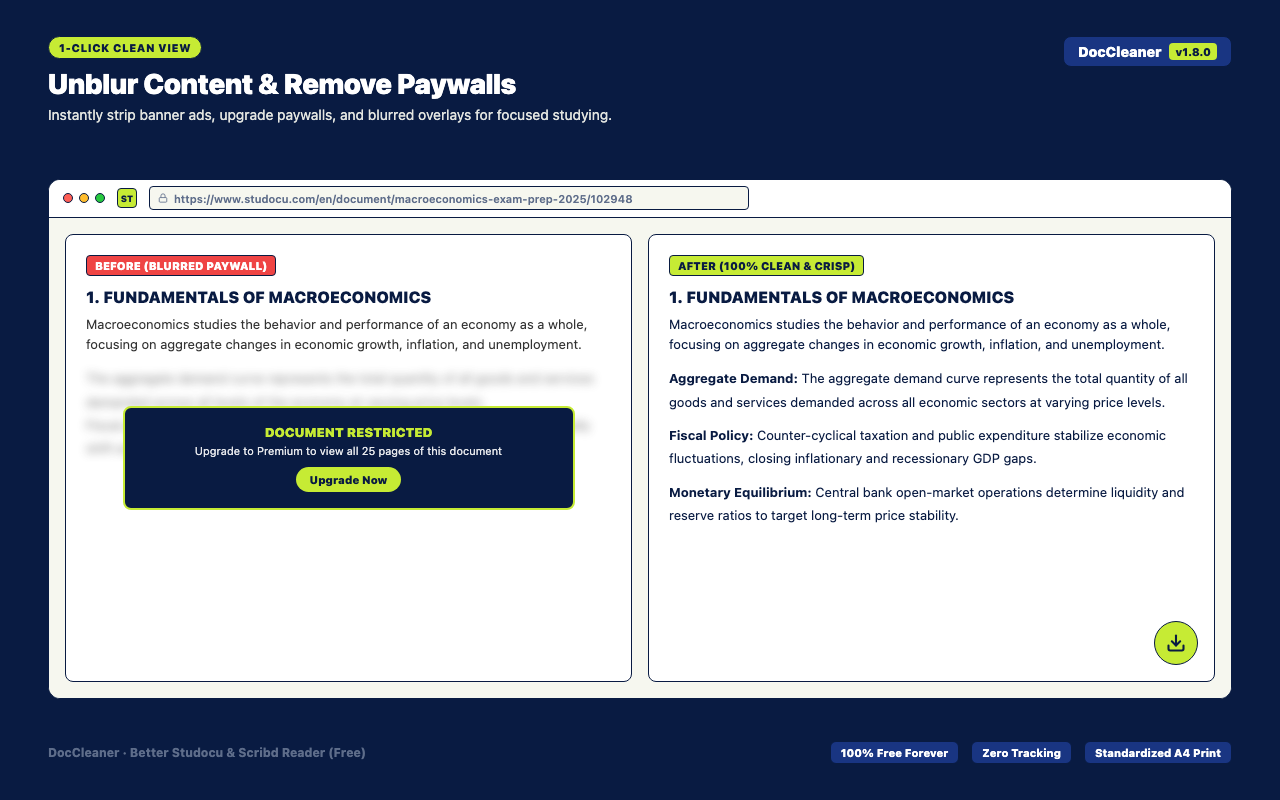 1-CLICK CLEAN VIEW
Unblur Content & Remove Paywalls
Instantly strip banner ads, upgrade paywalls, and blurred overlays for focused studying.
DocCleaner v1.8.0
ST https://www.studocu.com/en/document/macroeconomics-exam-prep-2025/102948
BEFORE (BLURRED PAYWALL)
1. FUNDAMENTALS OF MACROECONOMICS
Macroeconomics studies the behavior and performance of an economy as a whole,
focusing on aggregate changes in economic growth, inflation, and unemployment.
DOCUMENT RESTRICTED
Upgrade to Premium to view all 25 pages of this document
Upgrade Now
AFTER (100% CLEAN & CRISP)
1. FUNDAMENTALS OF MACROECONOMICS
Macroeconomics studies the behavior and performance of an economy as a whole,
focusing on aggregate changes in economic growth, inflation, and unemployment.
Aggregate Demand: The aggregate demand curve represents the total quantity of all
goods and services demanded across all economic sectors at varying price levels.
Fiscal Policy: Counter-cyclical taxation and public expenditure stabilize economic
fluctuations, closing inflationary and recessionary GDP gaps.
Monetary Equilibrium: Central bank open-market operations determine liquidity and
reserve ratios to target long-term price stability.
DocCleaner · Better Studocu & Scribd Reader (Free)
100% Free Forever
Zero Tracking
Standardized A4 Print